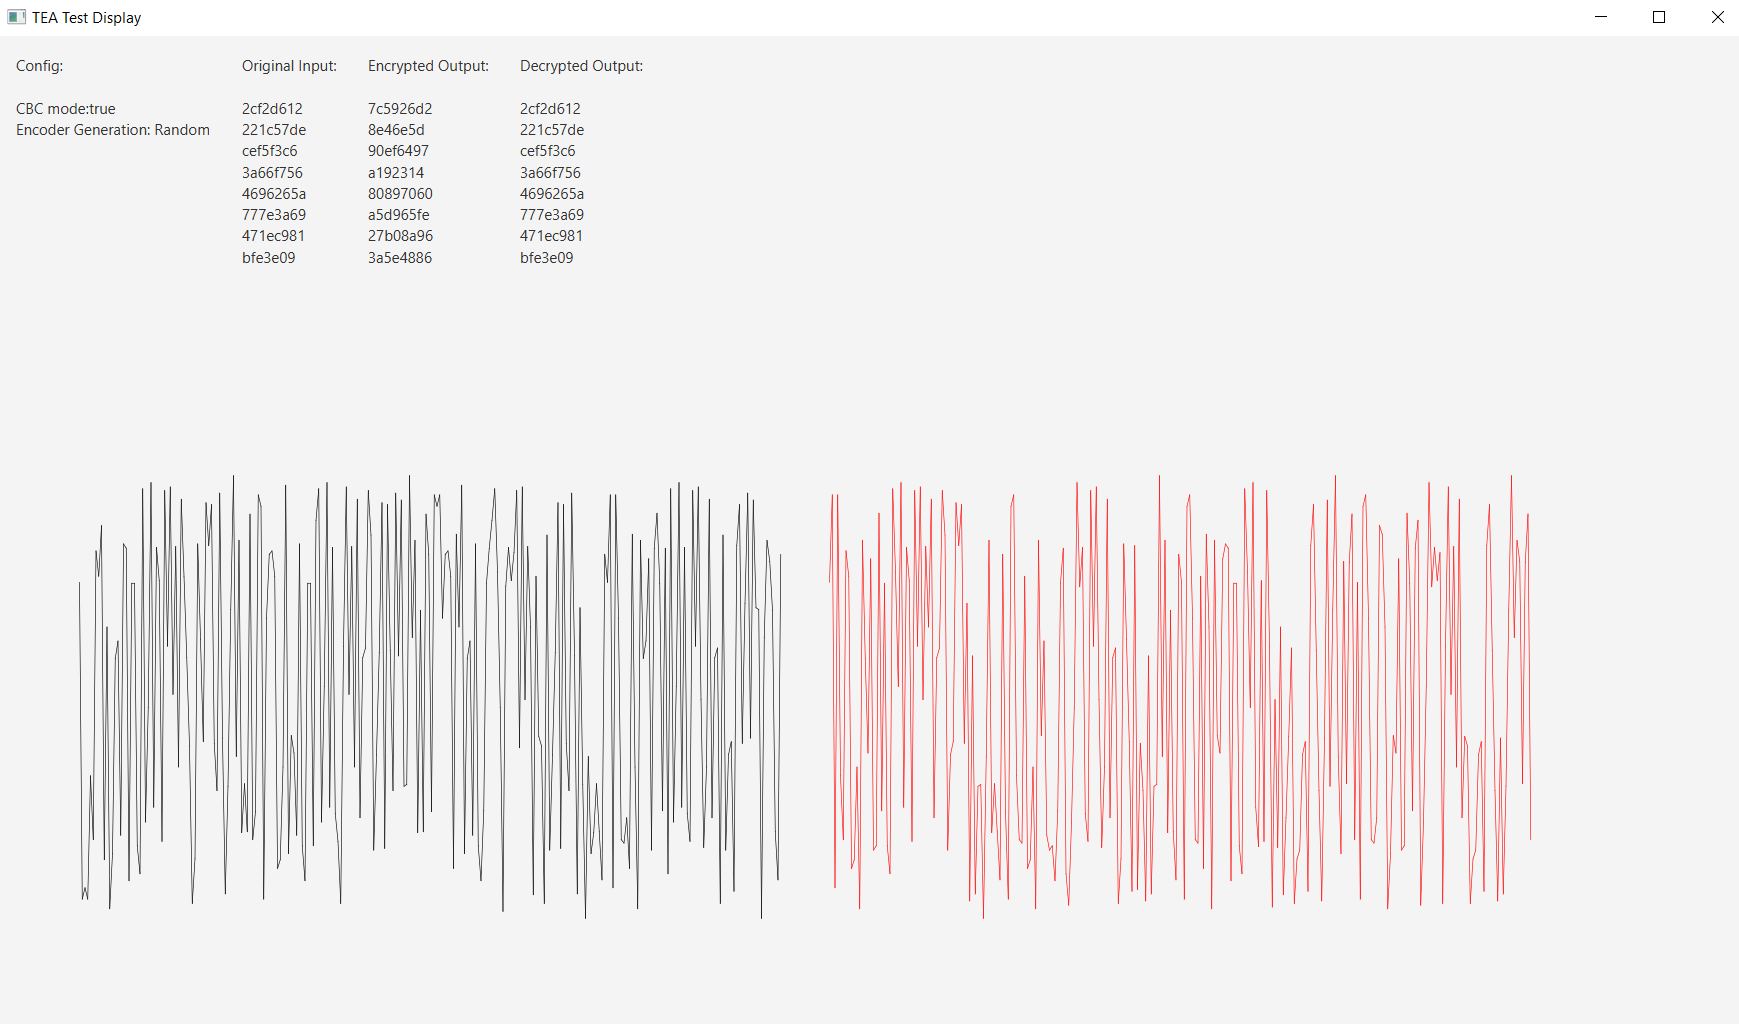 TEA Test Display
Config:
CBC mode:true
Encoder Generation: Random
Original Input:
2cf2d612
221c57de
cef5f3c6
3a66f756
4696265a
777e3a69
471ec981
bfe3e09
Encrypted Output:
7c5926d2
8e46e5d
90ef6497
a192314
80897060
a5d965fe
27b08a96
3a5e4886
Decrypted Output:
2cf2d612
221c57de
cef5f3c6
3a66f756
4696265a
777e3a69
471ec981
bfe3e09